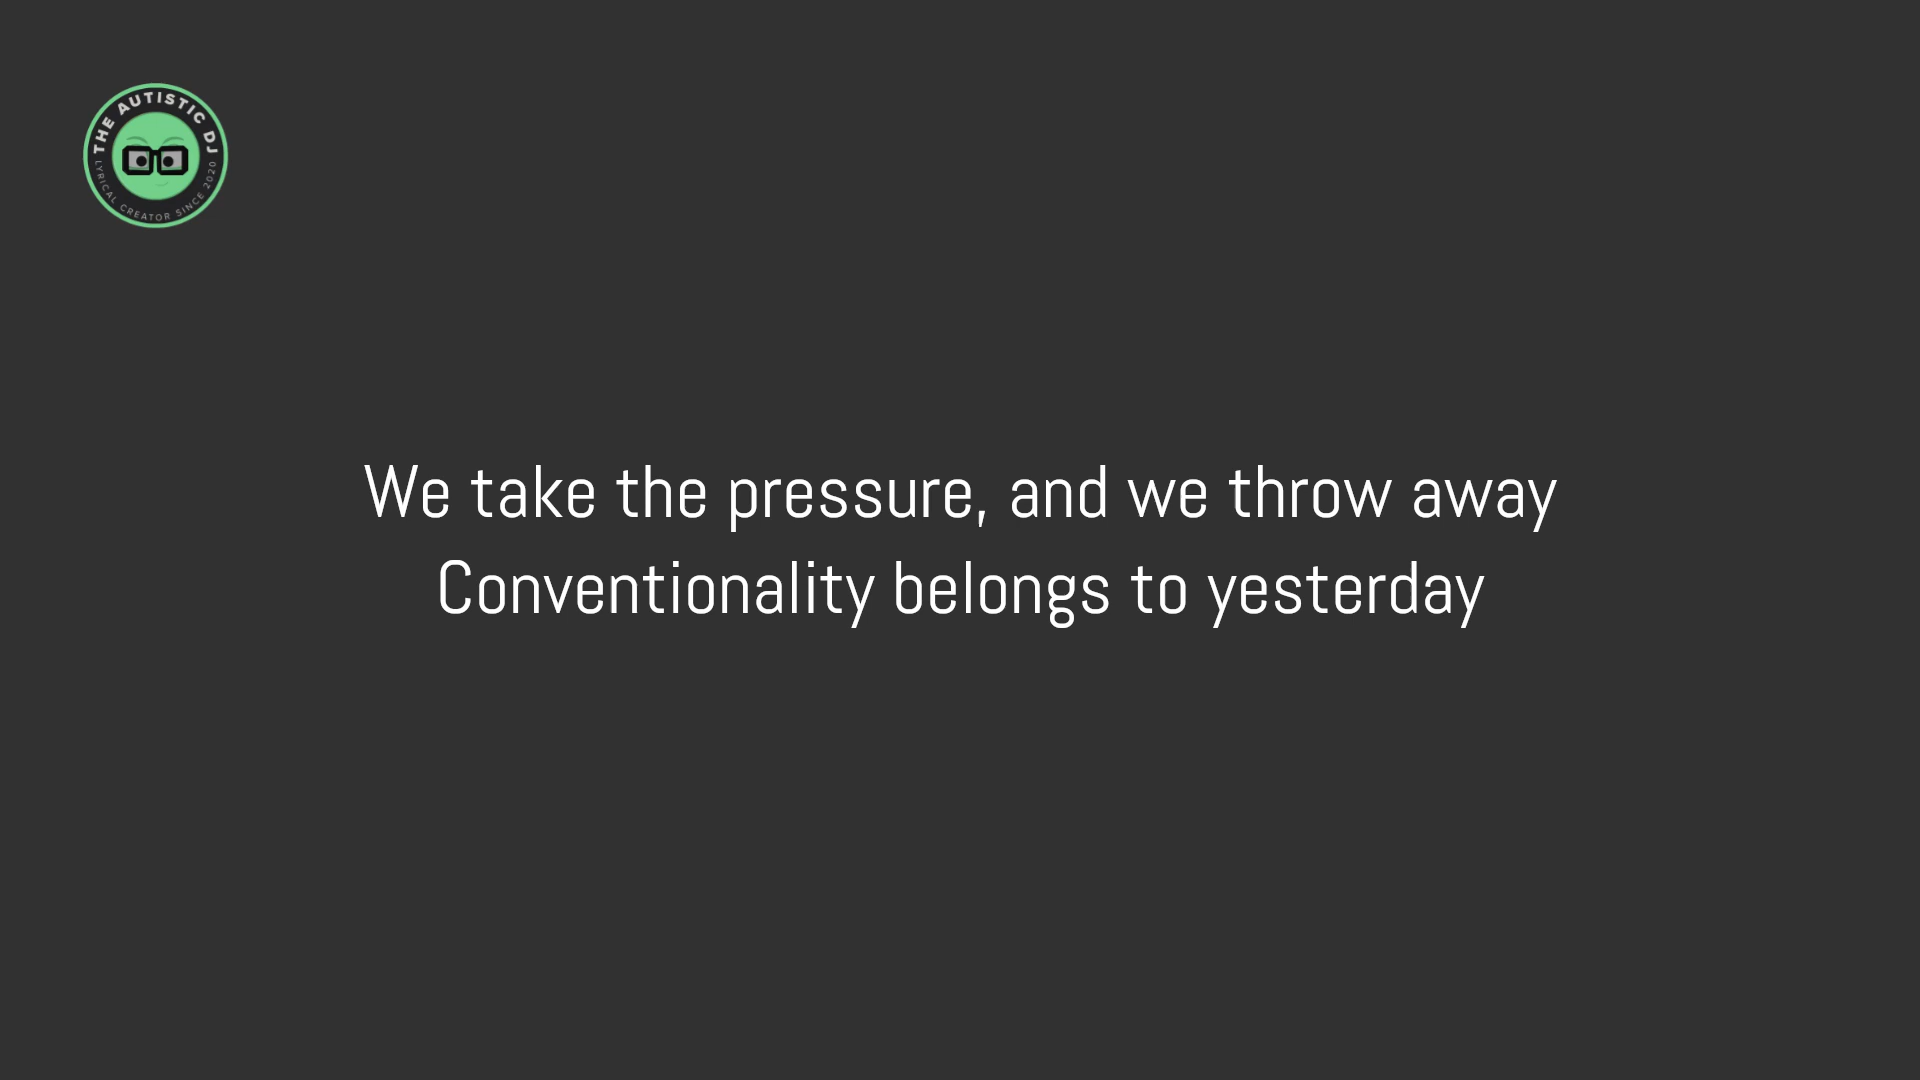 THE AUTISTIC DJ
LYRICAL CREATOR SINCE 2020
We take the pressure, and we throw away
Conventionality belongs to yesterday